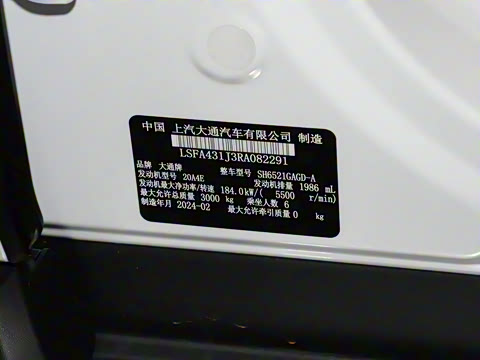 中国 上汽大通汽车有限公司 制造
LSFA431J3RA082291
品牌 大通牌 整车型号 SH6521GAGD-A
发动机型号 20A4E 发动机排量 1986 mL
发动机最大净功率/转速 184.0kW/( 5500 r/min)
最大允许总质量 3000 kg 乘坐人数 6
制造年月 2024-02 最大允许牵引质量 0 kg